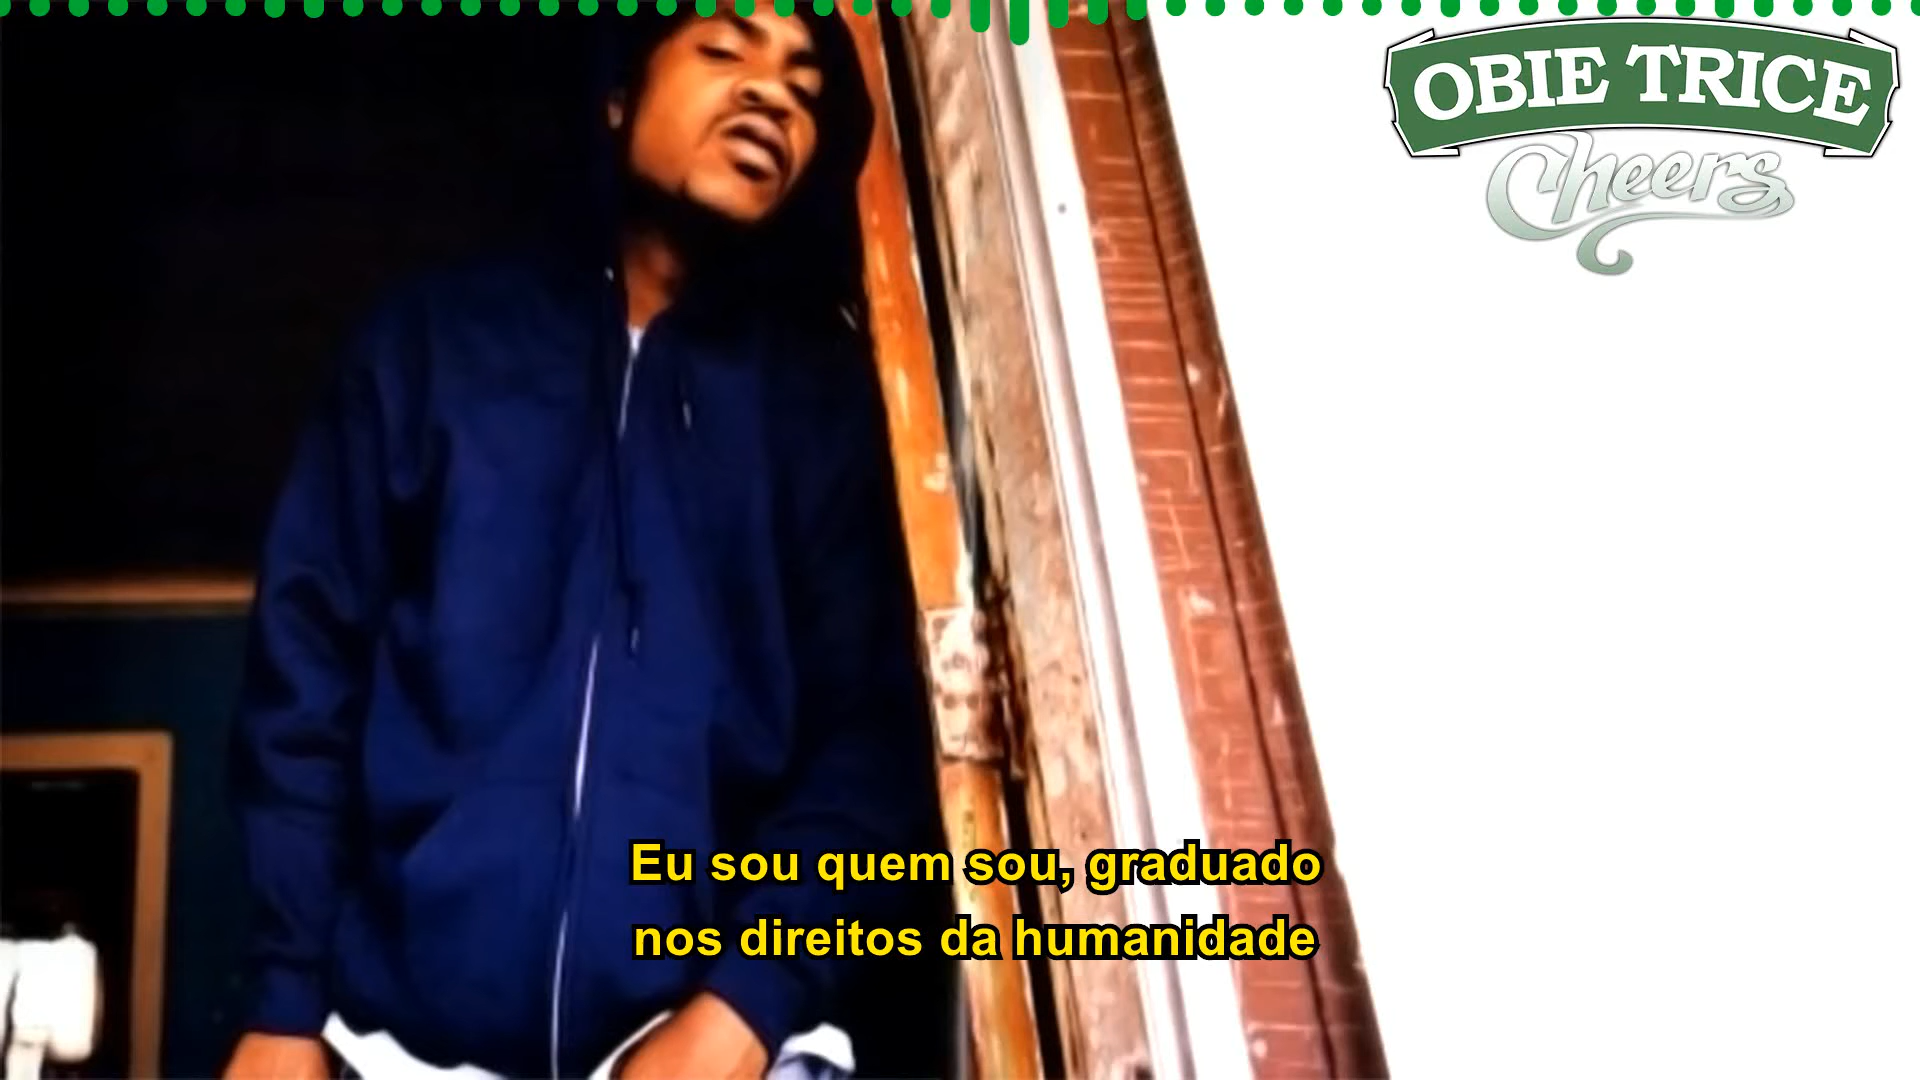 OBIE TRICE
Cheers
Eu sou quem sou, graduado
nos direitos da humanidade